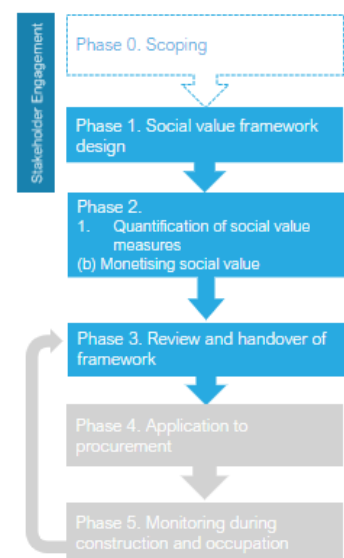 Stakeholder Engagement
Phase 0. Scoping
Phase 1. Social value framework
design
Phase 2.
1. Quantification of social value
measures
(b) Monetising social value
Phase 3. Review and handover of
framework
Phase 4. Application to
procurement
Phase 5. Monitoring during
construction and occupation